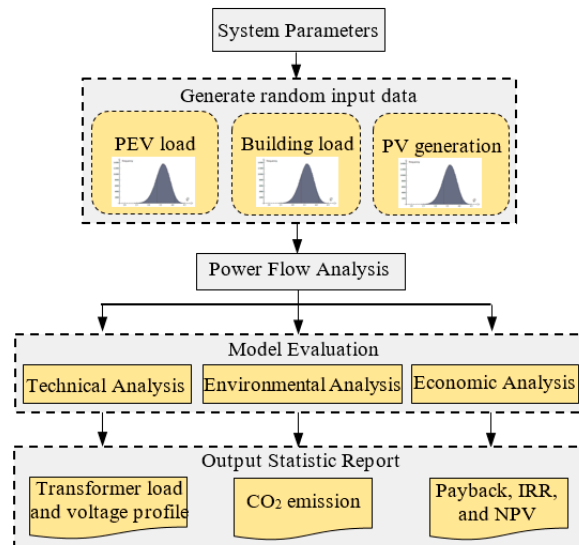 System Parameters
Generate random input data
PEV load
Building load
PV generation
Power Flow Analysis
Model Evaluation
Technical Analysis
Environmental Analysis
Economic Analysis
Output Statistic Report
Transformer load
and voltage profile
CO₂ emission
Payback, IRR,
and NPV